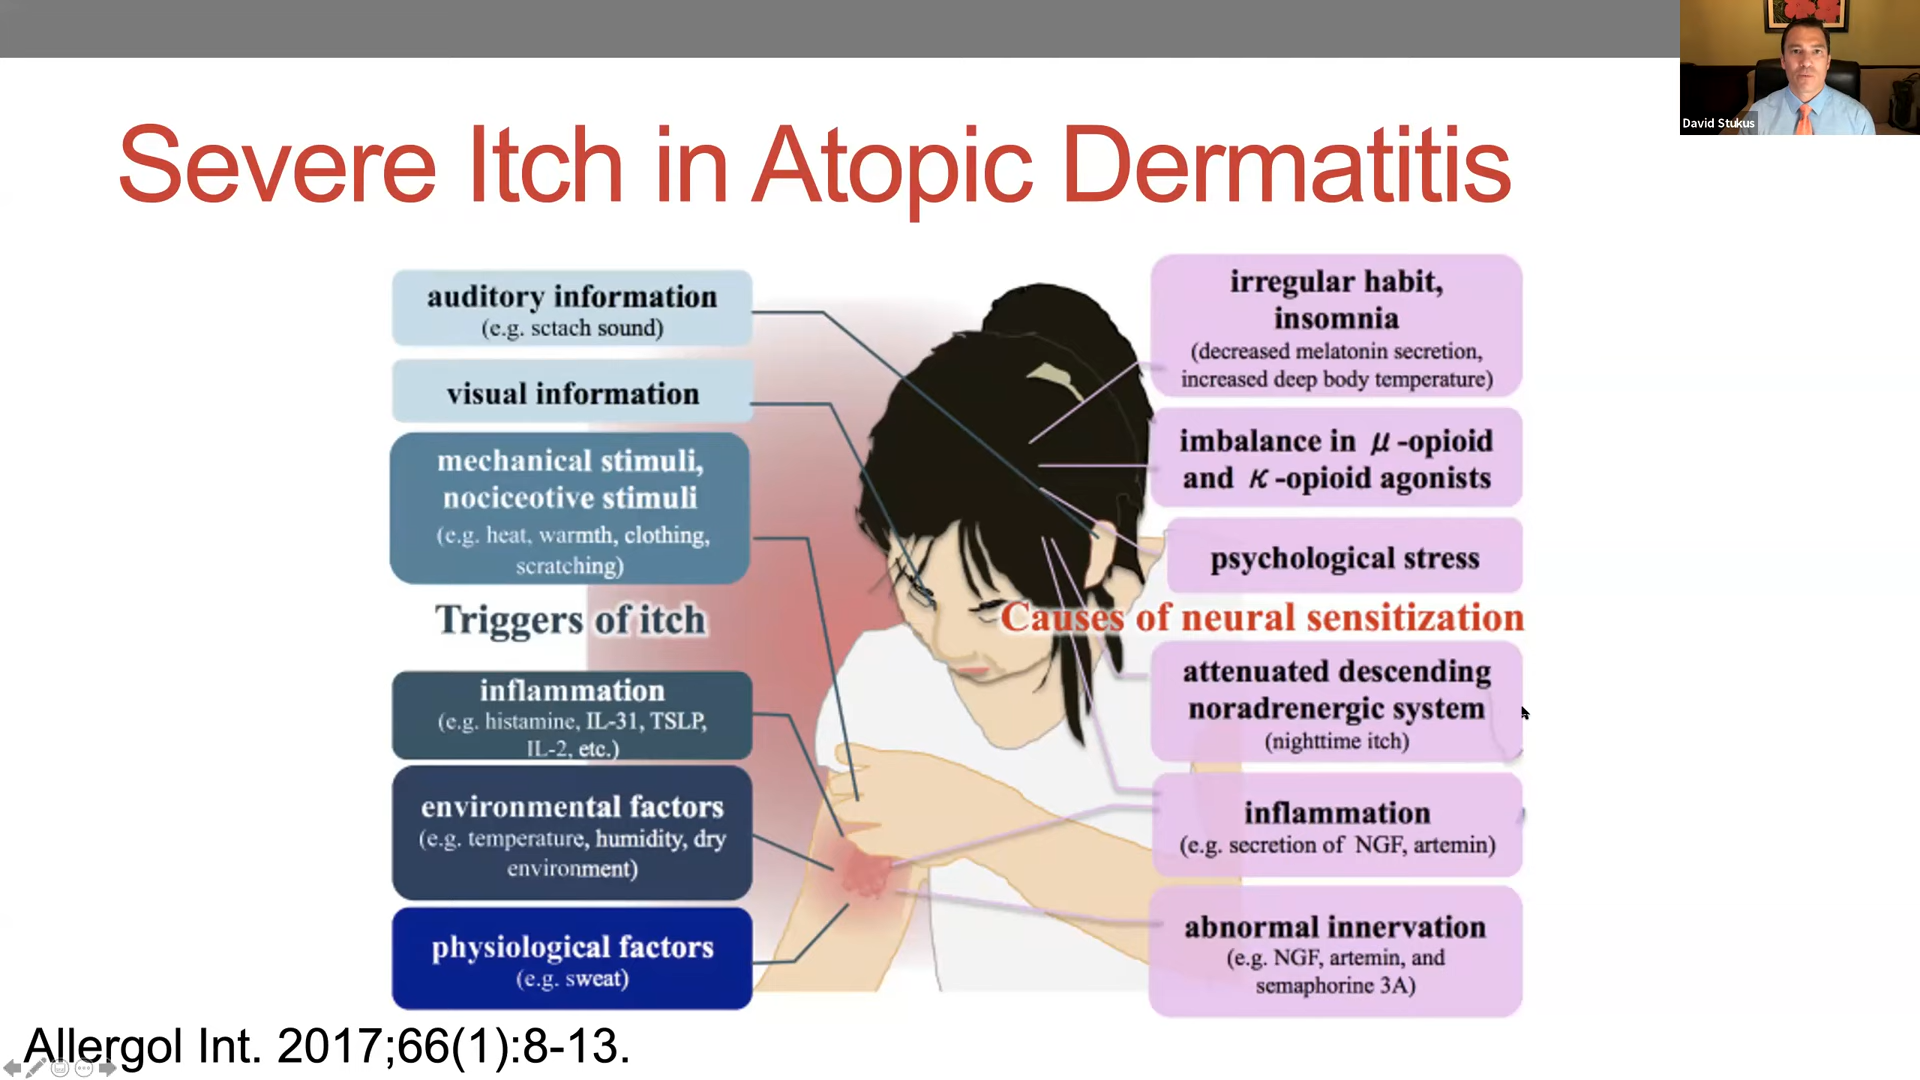 David Stukus
Severe Itch in Atopic Dermatitis
auditory information
(e.g. sctach sound)
visual information
mechanical stimuli,
nociceotive stimuli
(e.g. heat, warmth, clothing,
scratching)
Triggers of itch
inflammation
(e.g. histamine, IL-31, TSLP,
IL-2, etc.)
environmental factors
(e.g. temperature, humidity, dry
environment)
physiological factors
(e.g. sweat)
irregular habit,
insomnia
(decreased melatonin secretion,
increased deep body temperature)
imbalance in μ-opioid
and κ-opioid agonists
psychological stress
Causes of neural sensitization
attenuated descending
noradrenergic system
(nighttime itch)
inflammation
(e.g. secretion of NGF, artemin)
abnormal innervation
(e.g. NGF, artemin, and
semaphorine 3A)
Allergol Int. 2017;66(1):8-13.